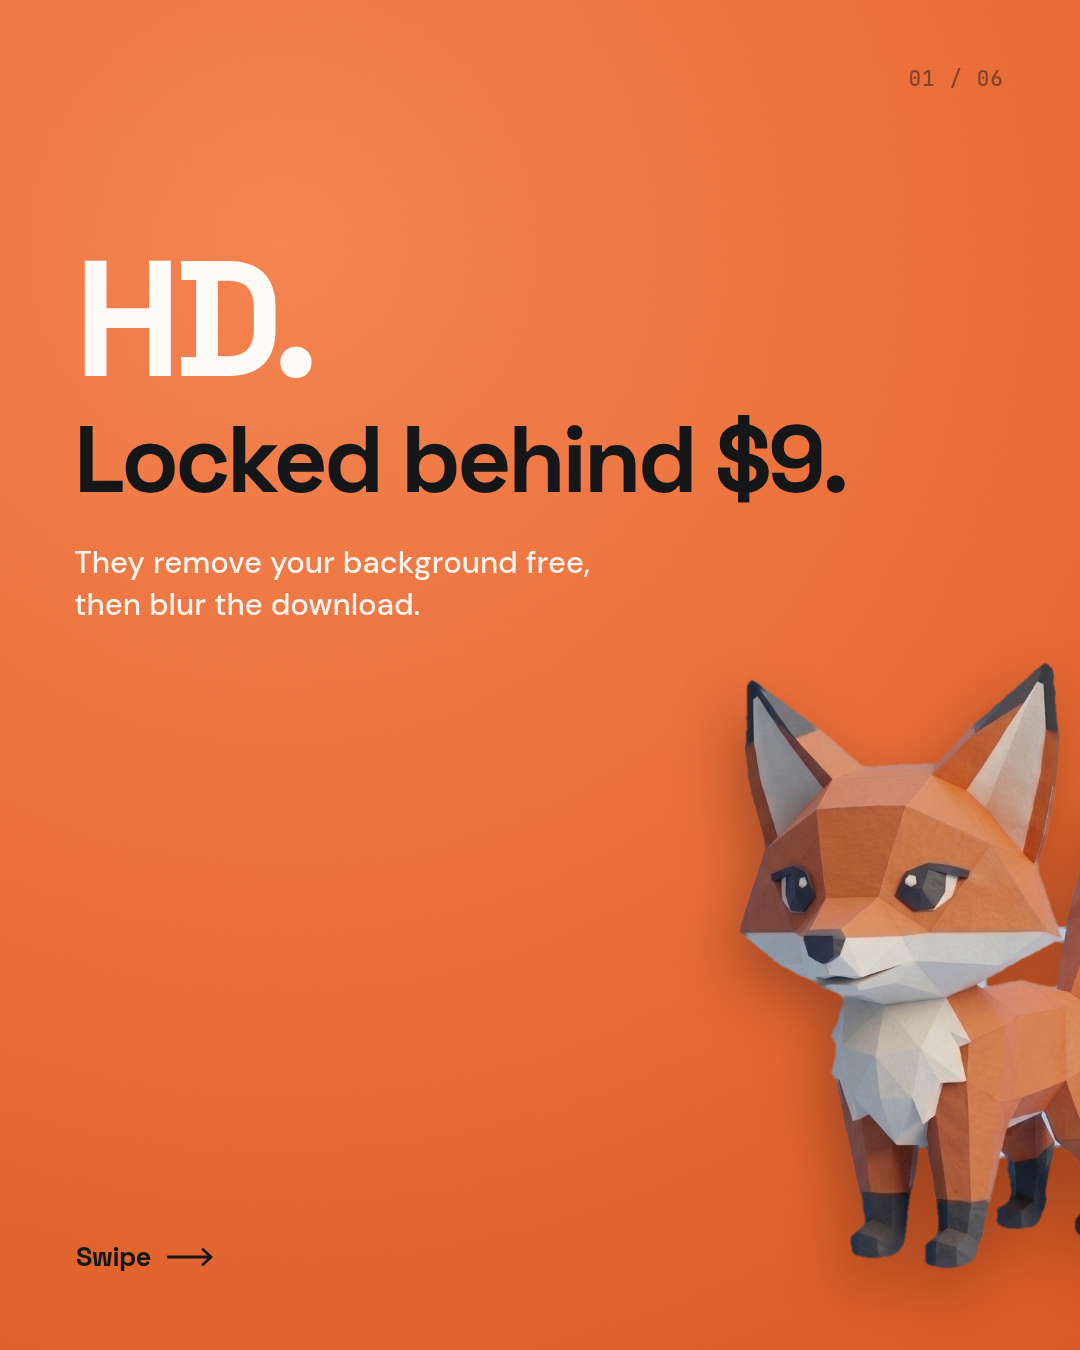 01 / 06
HD.
Locked behind $9.
They remove your background free,
then blur the download.
Swipe